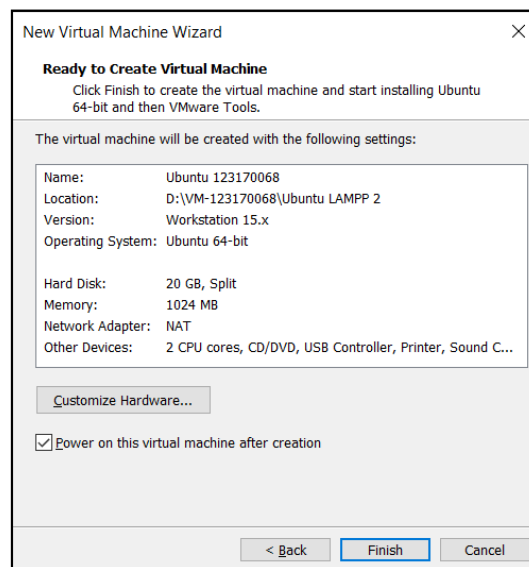 New Virtual Machine Wizard
Ready to Create Virtual Machine
Click Finish to create the virtual machine and start installing Ubuntu
64-bit and then VMware Tools.
The virtual machine will be created with the following settings:
Name: Ubuntu 123170068
Location: D:\VM-123170068\Ubuntu LAMPP 2
Version: Workstation 15.x
Operating System: Ubuntu 64-bit
Hard Disk: 20 GB, Split
Memory: 1024 MB
Network Adapter: NAT
Other Devices: 2 CPU cores, CD/DVD, USB Controller, Printer, Sound C...
Customize Hardware...
Power on this virtual machine after creation
< Back Finish Cancel